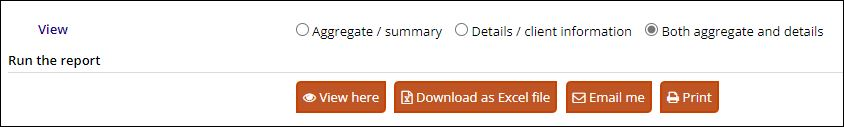 View Aggregate / summary Details / client information Both aggregate and details
Run the report
View here Download as Excel file Email me Print